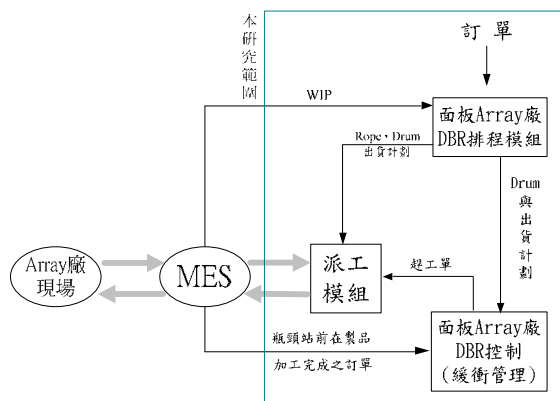 本研究範圍
訂 單
WIP
面板Array廠
DBR排程模組
Rope、Drum
出貨計劃
Drum
與
出
貨
計
劃
Array廠
現場
MES
派工
模組
趕工單
瓶頸站前在製品
加工完成之訂單
面板Array廠
DBR控制
(緩衝管理)